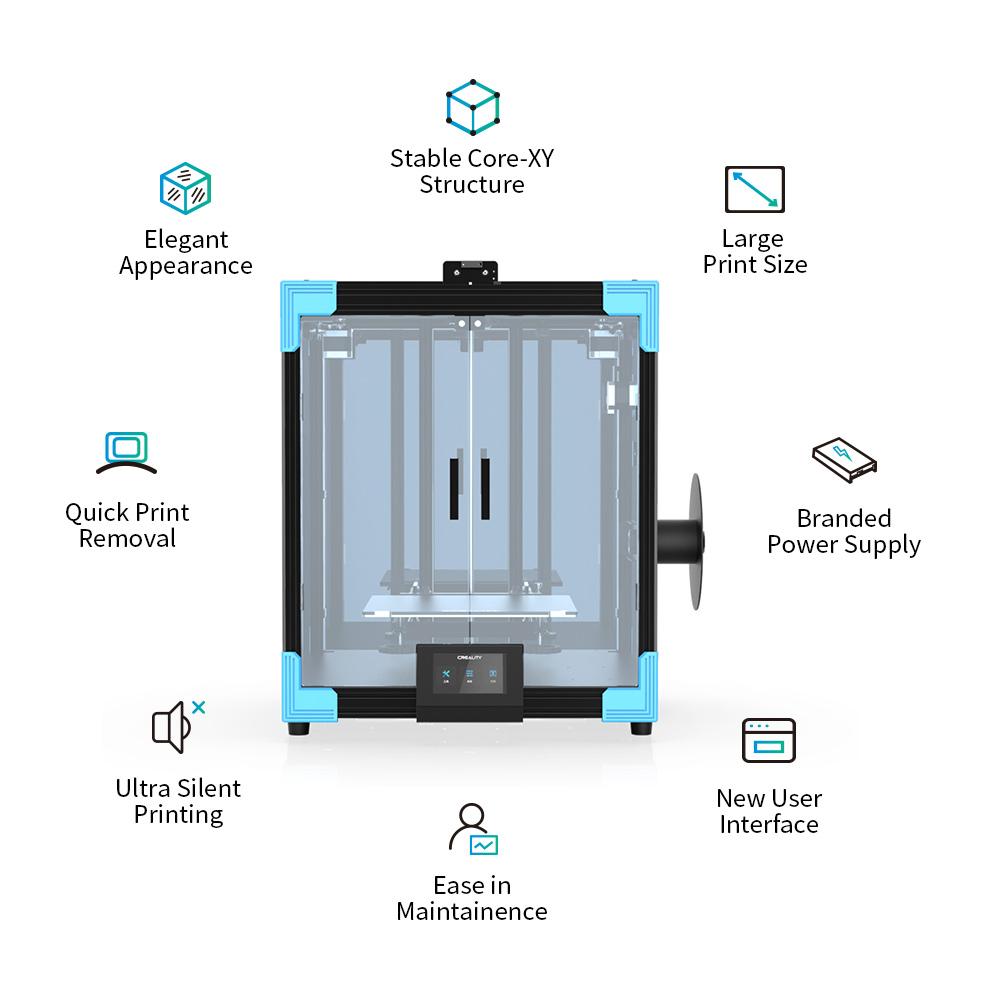 Stable Core-XY
Structure
Elegant
Appearance
Large
Print Size
Quick Print
Removal
Branded
Power Supply
CREALITY
Ultra Silent
Printing
New User
Interface
Ease in
Maintainence